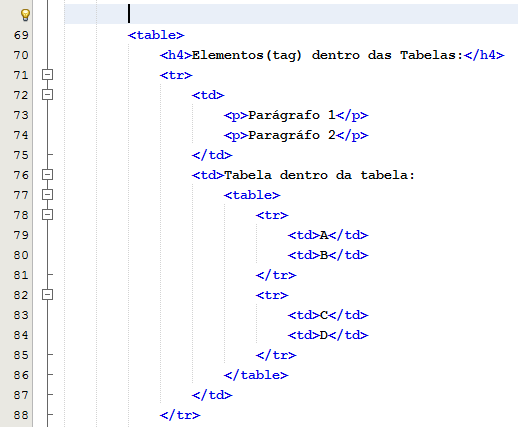 69 <table>
70 <h4>Elementos(tag) dentro das Tabelas:</h4>
71 <tr>
72 <td>
73 <p>Parágrafo 1</p>
74 <p>Paragráfo 2</p>
75 </td>
76 <td>Tabela dentro da tabela:
77 <table>
78 <tr>
79 <td>A</td>
80 <td>B</td>
81 </tr>
82 <tr>
83 <td>C</td>
84 <td>D</td>
85 </tr>
86 </table>
87 </td>
88 </tr>